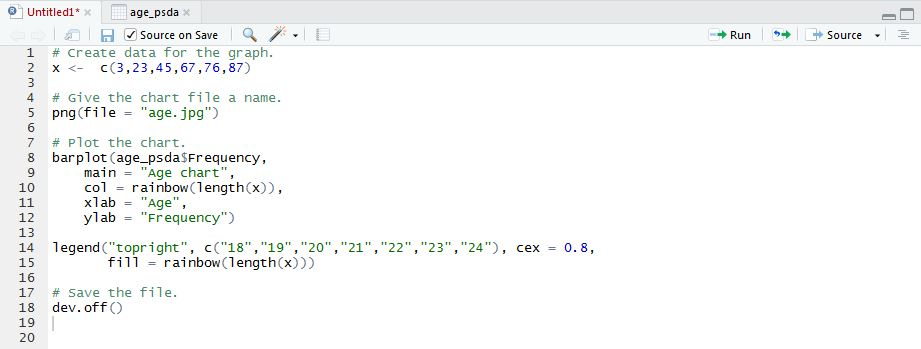 Untitled1* age_psda
Source on Save Run Source
1 # Create data for the graph.
2 x <-  c(3,23,45,67,76,87)
3
4 # Give the chart file a name.
5 png(file = "age.jpg")
6
7 # Plot the chart.
8 barplot(age_psda$Frequency,
9     main = "Age chart",
10     col = rainbow(length(x)),
11     xlab = "Age",
12     ylab = "Frequency")
13
14 legend("topright", c("18","19","20","21","22","23","24"), cex = 0.8,
15        fill = rainbow(length(x)))
16
17 # Save the file.
18 dev.off()
19
20